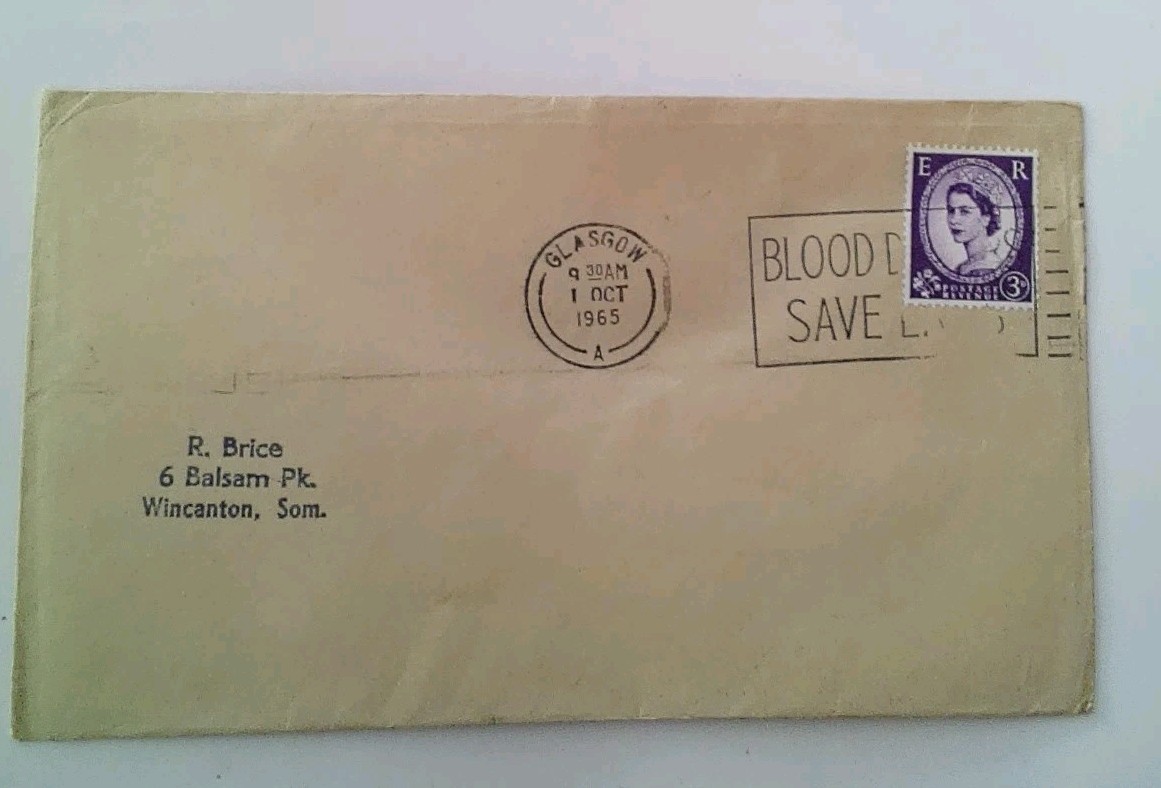 E R
GLASGOW
9 30AM
1 OCT
1965
A
BLOOD
SAVE
POSTAGE
REVENUE
3D
R. Brice
6 Balsam Pk.
Wincanton, Som.